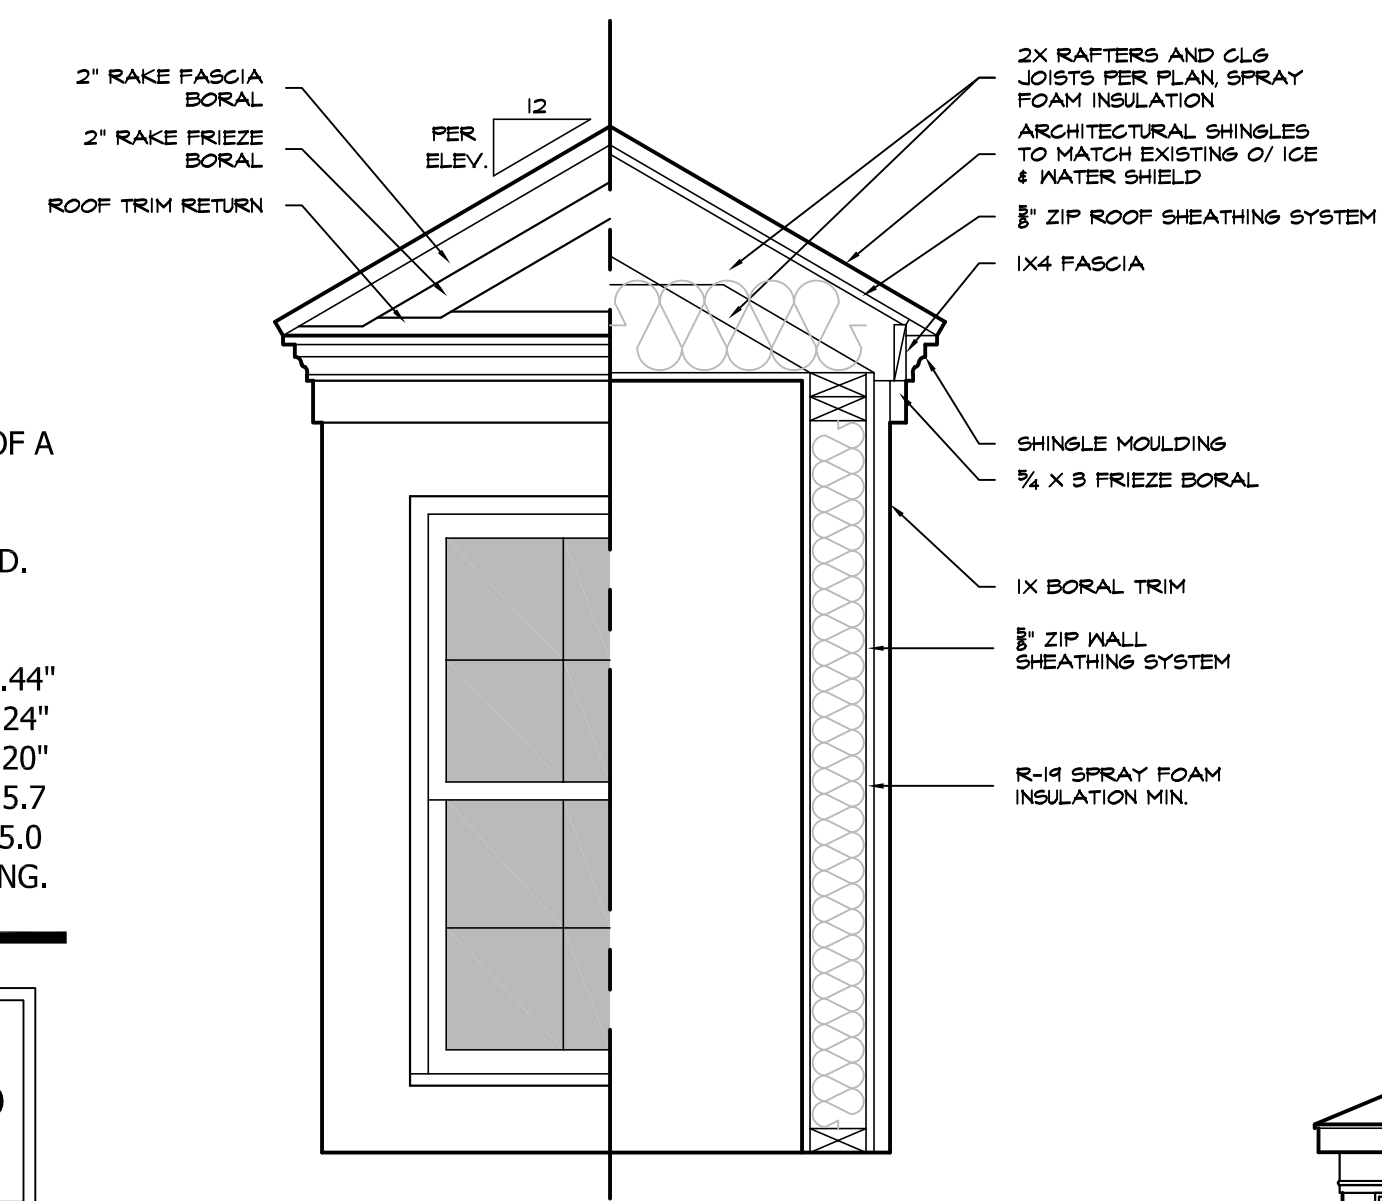 2" RAKE FASCIA
BORAL
2" RAKE FRIEZE
BORAL
ROOF TRIM RETURN
12
PER
ELEV.
2X RAFTERS AND CLG
JOISTS PER PLAN, SPRAY
FOAM INSULATION
ARCHITECTURAL SHINGLES
TO MATCH EXISTING O/ ICE
& WATER SHIELD
5/8" ZIP ROOF SHEATHING SYSTEM
1X4 FASCIA
SHINGLE MOULDING
5/4 X 3 FRIEZE BORAL
1X BORAL TRIM
5/8" ZIP WALL
SHEATHING SYSTEM
R-19 SPRAY FOAM
INSULATION MIN.
OF A
D.
.44"
24"
20"
5.7
5.0
NG.